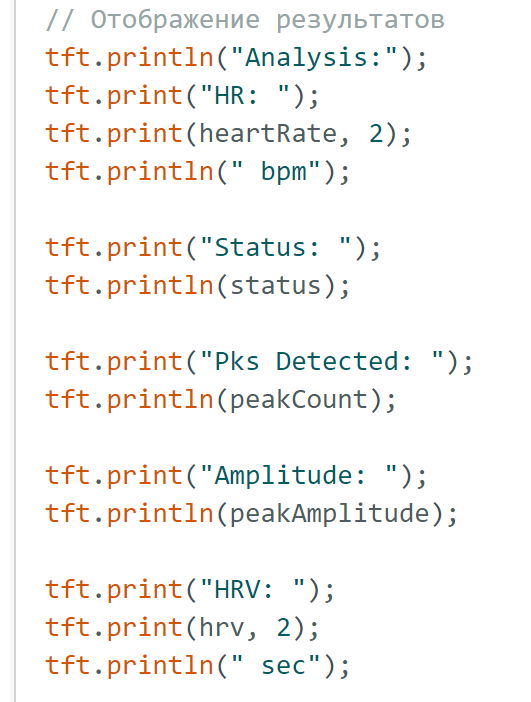 // Отображение результатов
tft.println("Analysis:");
tft.print("HR: ");
tft.print(heartRate, 2);
tft.println(" bpm");
tft.print("Status: ");
tft.println(status);
tft.print("Pks Detected: ");
tft.println(peakCount);
tft.print("Amplitude: ");
tft.println(peakAmplitude);
tft.print("HRV: ");
tft.print(hrv, 2);
tft.println(" sec");